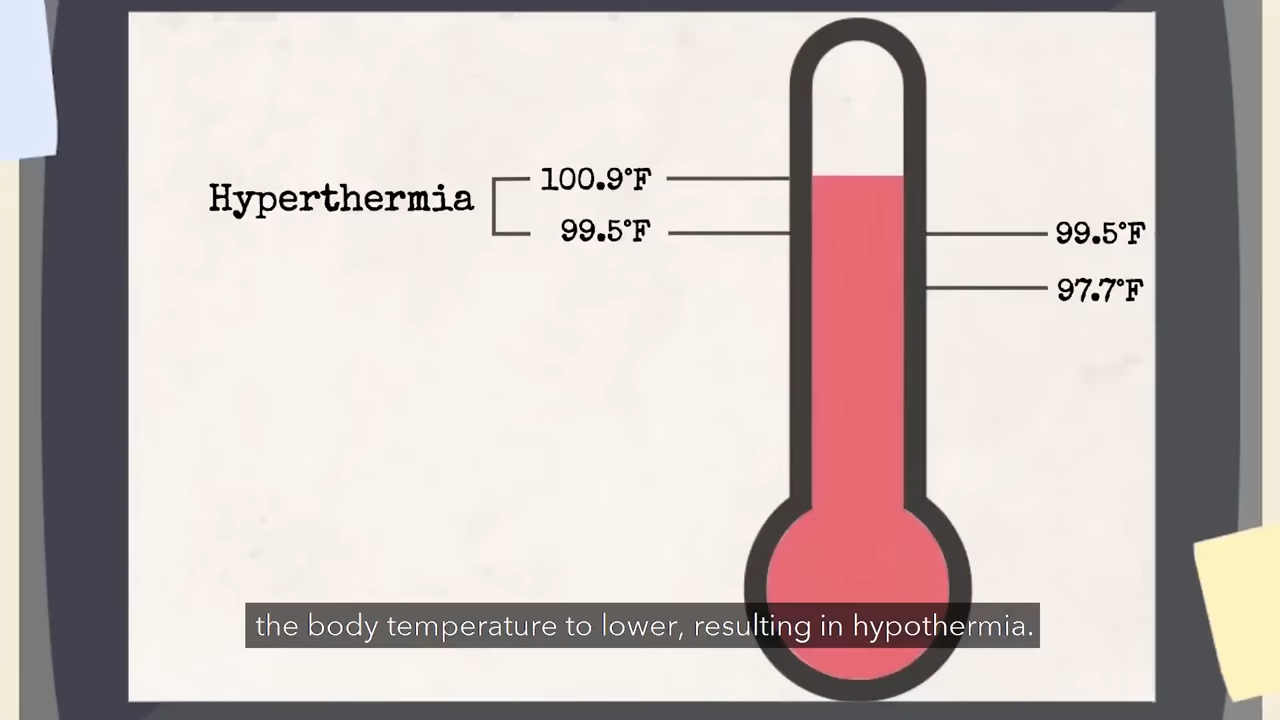 100.9°F
Hyperthermia
99.5°F
99.5°F
97.7°F
the body temperature to lower, resulting in hypothermia.